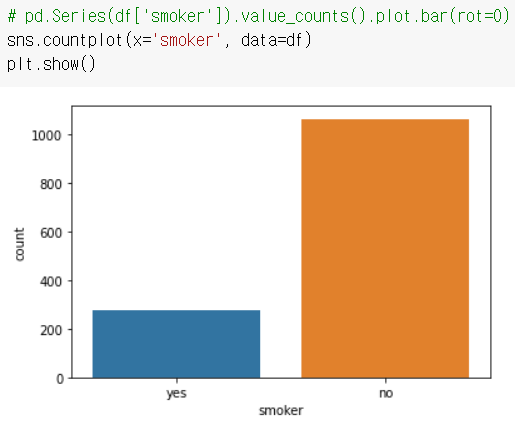 # pd.Series(df['smoker']).value_counts().plot.bar(rot=0)
sns.countplot(x='smoker', data=df)
plt.show()
1000
800
600
400
200
0
count
yes no
smoker